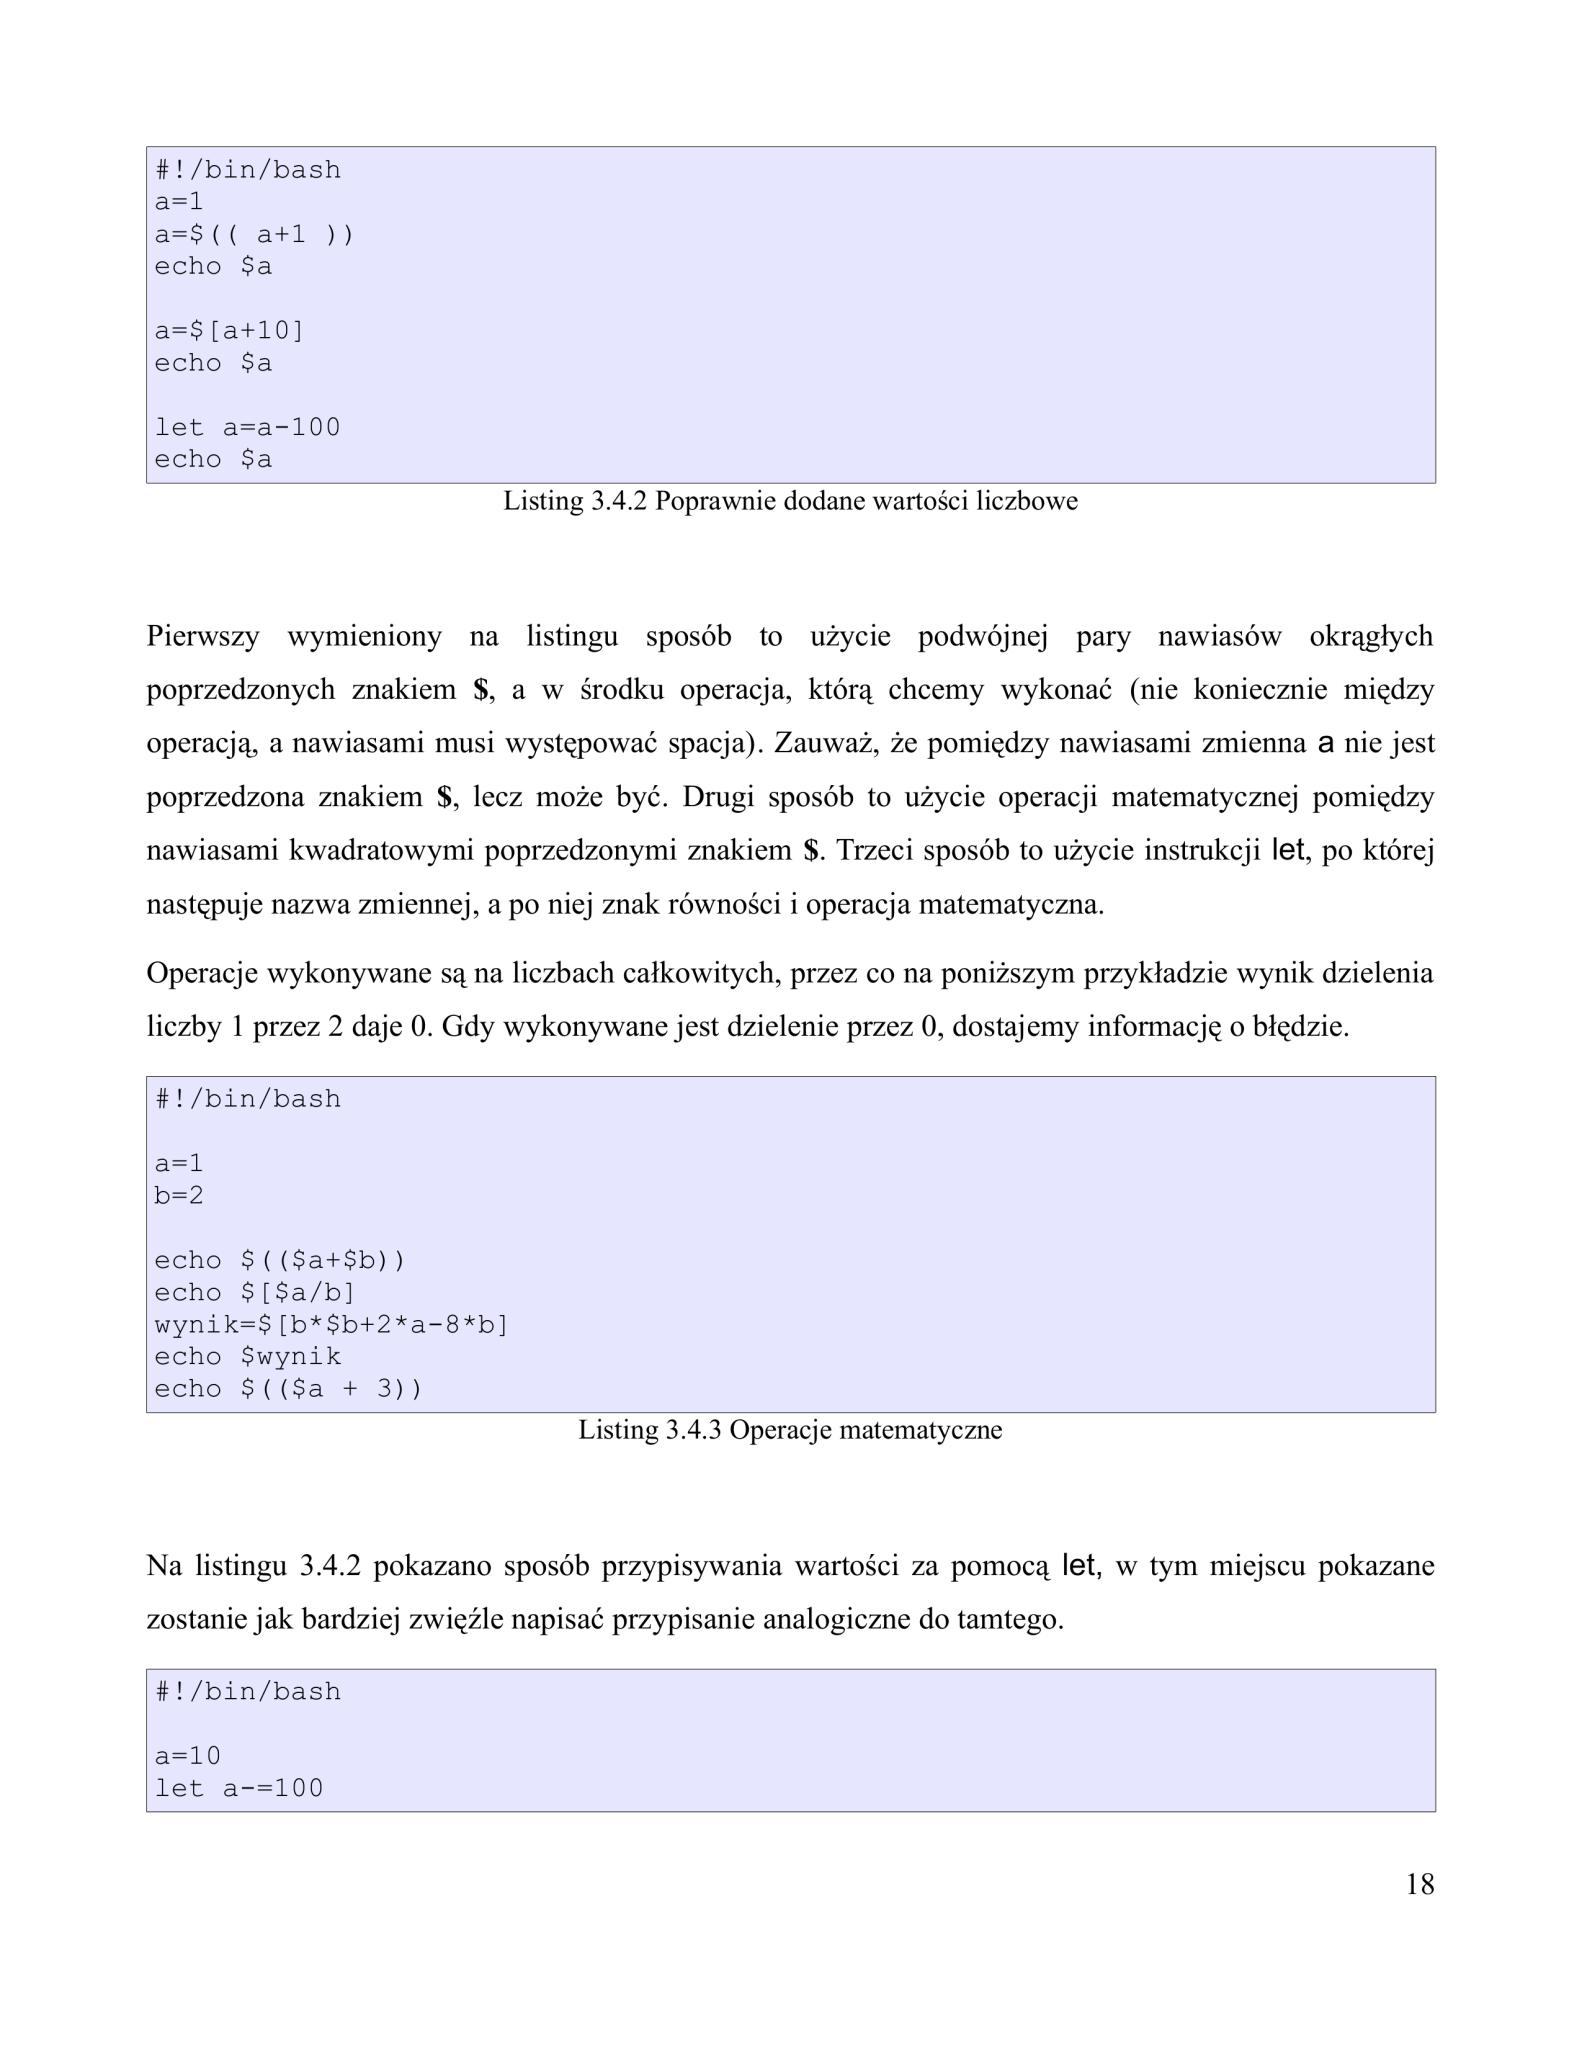 #!/bin/bash
a=1
a=$(( a+1 ))
echo $a
a=$[a+10]
echo $a
let a=a-100
echo $a
Listing 3.4.2 Poprawnie dodane wartości liczbowe
Pierwszy wymieniony na listingu sposób to użycie podwójnej pary nawiasów okrągłych
poprzedzonych znakiem $, a w środku operacja, którą chcemy wykonać (nie koniecznie między
operacją, a nawiasami musi występować spacja). Zauważ, że pomiędzy nawiasami zmienna a nie jest
poprzedzona znakiem $, lecz może być. Drugi sposób to użycie operacji matematycznej pomiędzy
nawiasami kwadratowymi poprzedzonymi znakiem $. Trzeci sposób to użycie instrukcji let, po której
następuje nazwa zmiennej, a po niej znak równości i operacja matematyczna.
Operacje wykonywane są na liczbach całkowitych, przez co na poniższym przykładzie wynik dzielenia
liczby 1 przez 2 daje 0. Gdy wykonywane jest dzielenie przez 0, dostajemy informację o błędzie.
#!/bin/bash
a=1
b=2
echo $(($a+$b))
echo $[$a/b]
wynik=$[b*$b+2*a-8*b]
echo $wynik
echo $(($a + 3))
Listing 3.4.3 Operacje matematyczne
Na listingu 3.4.2 pokazano sposób przypisywania wartości za pomocą let, w tym miejscu pokazane
zostanie jak bardziej zwięźle napisać przypisanie analogiczne do tamtego.
#!/bin/bash
a=10
let a-=100
18